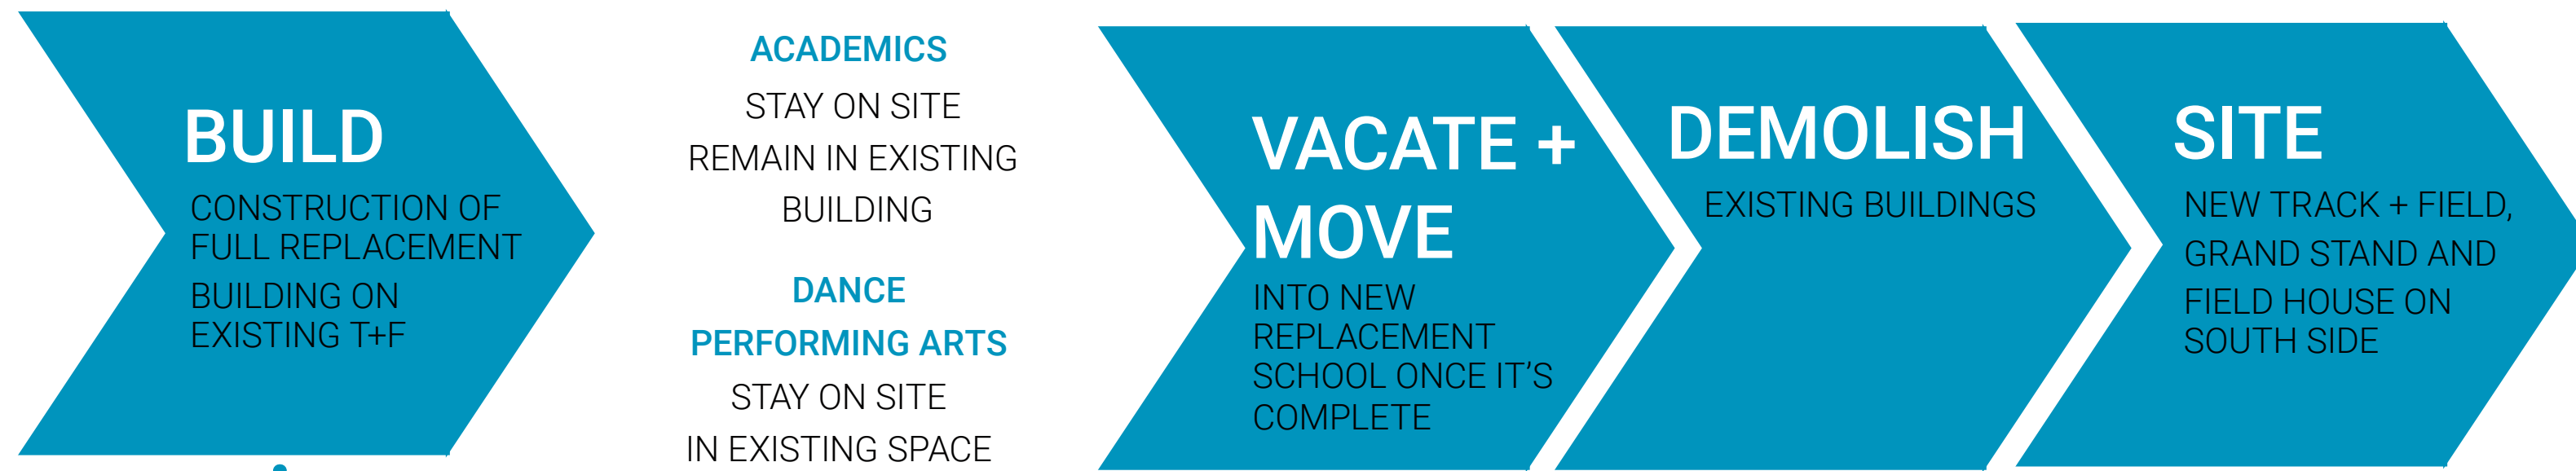 BUILD
CONSTRUCTION OF
FULL REPLACEMENT
BUILDING ON
EXISTING T+F
ACADEMICS
STAY ON SITE
REMAIN IN EXISTING
BUILDING
DANCE
PERFORMING ARTS
STAY ON SITE
IN EXISTING SPACE
VACATE +
MOVE
INTO NEW
REPLACEMENT
SCHOOL ONCE IT’S
COMPLETE
DEMOLISH
EXISTING BUILDINGS
SITE
NEW TRACK + FIELD,
GRAND STAND AND
FIELD HOUSE ON
SOUTH SIDE